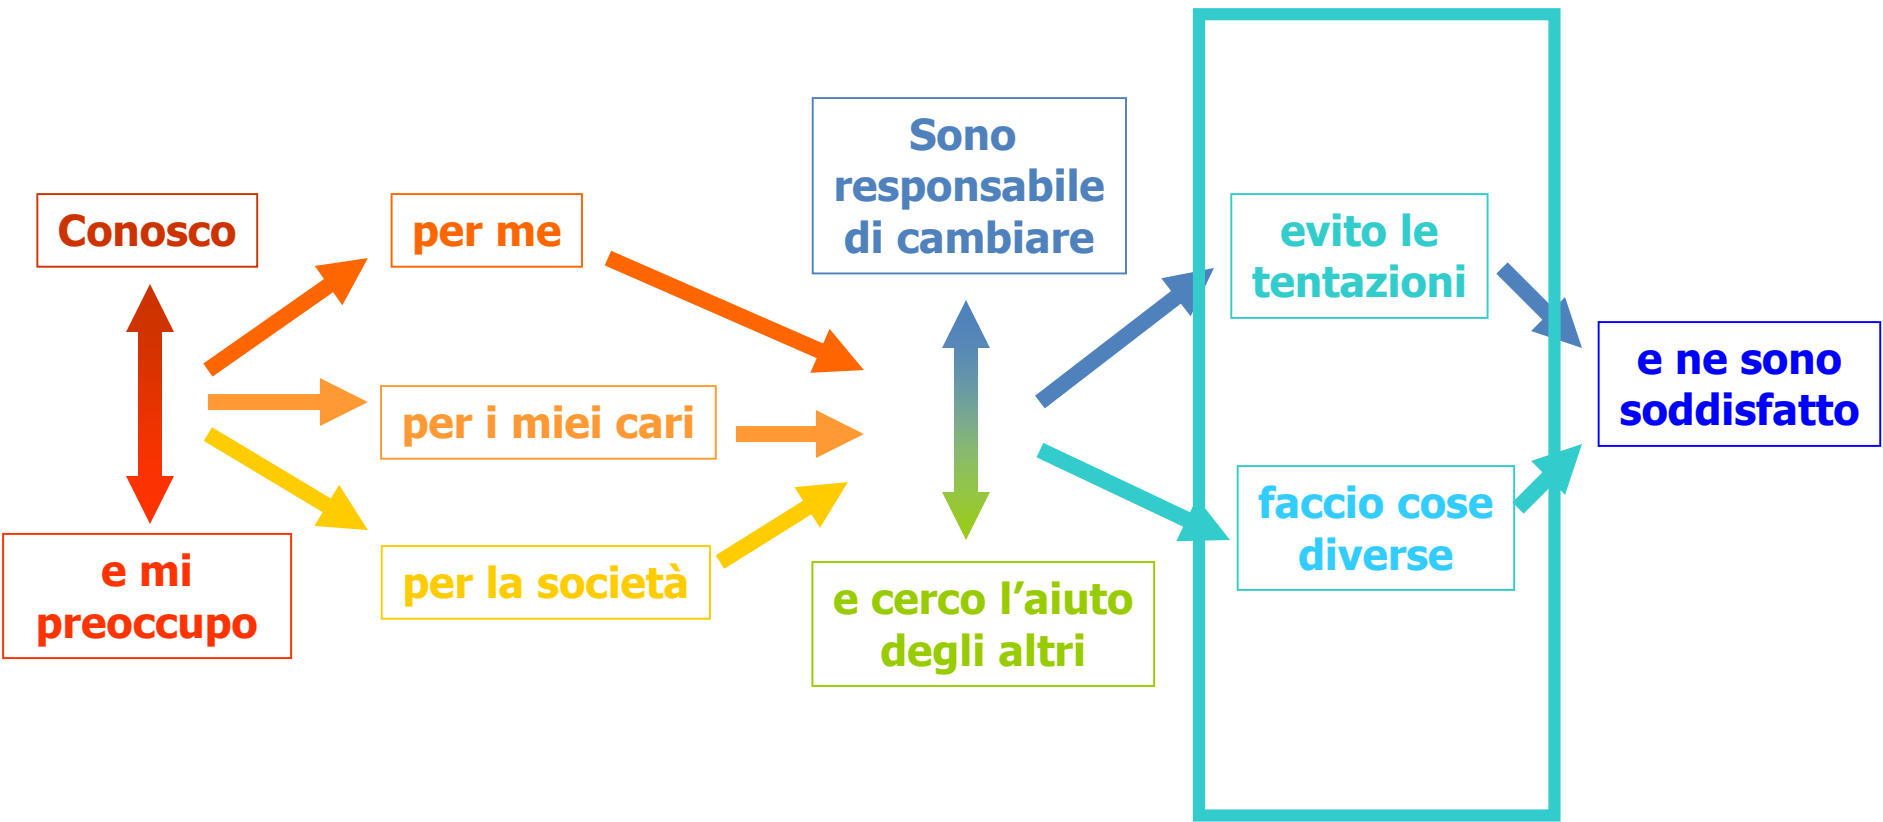 Conosco
e mi
preoccupo
per me
per i miei cari
per la società
Sono
responsabile
di cambiare
e cerco l’aiuto
degli altri
evito le
tentazioni
faccio cose
diverse
e ne sono
soddisfatto